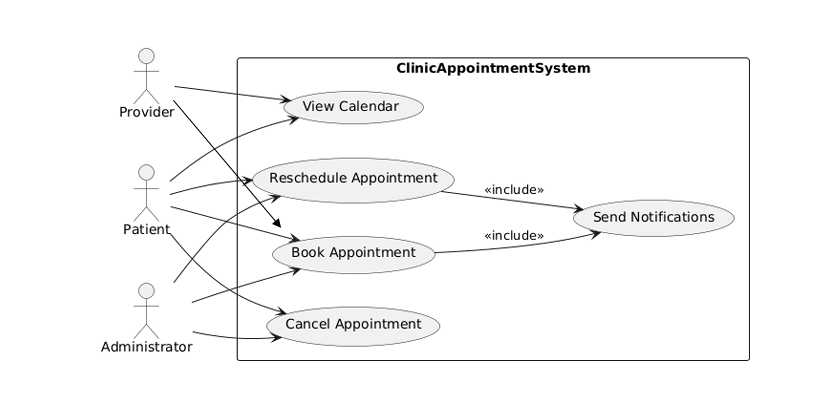 ClinicAppointmentSystem
Provider
View Calendar
Reschedule Appointment
«include»
Send Notifications
Patient
«include»
Book Appointment
Cancel Appointment
Administrator